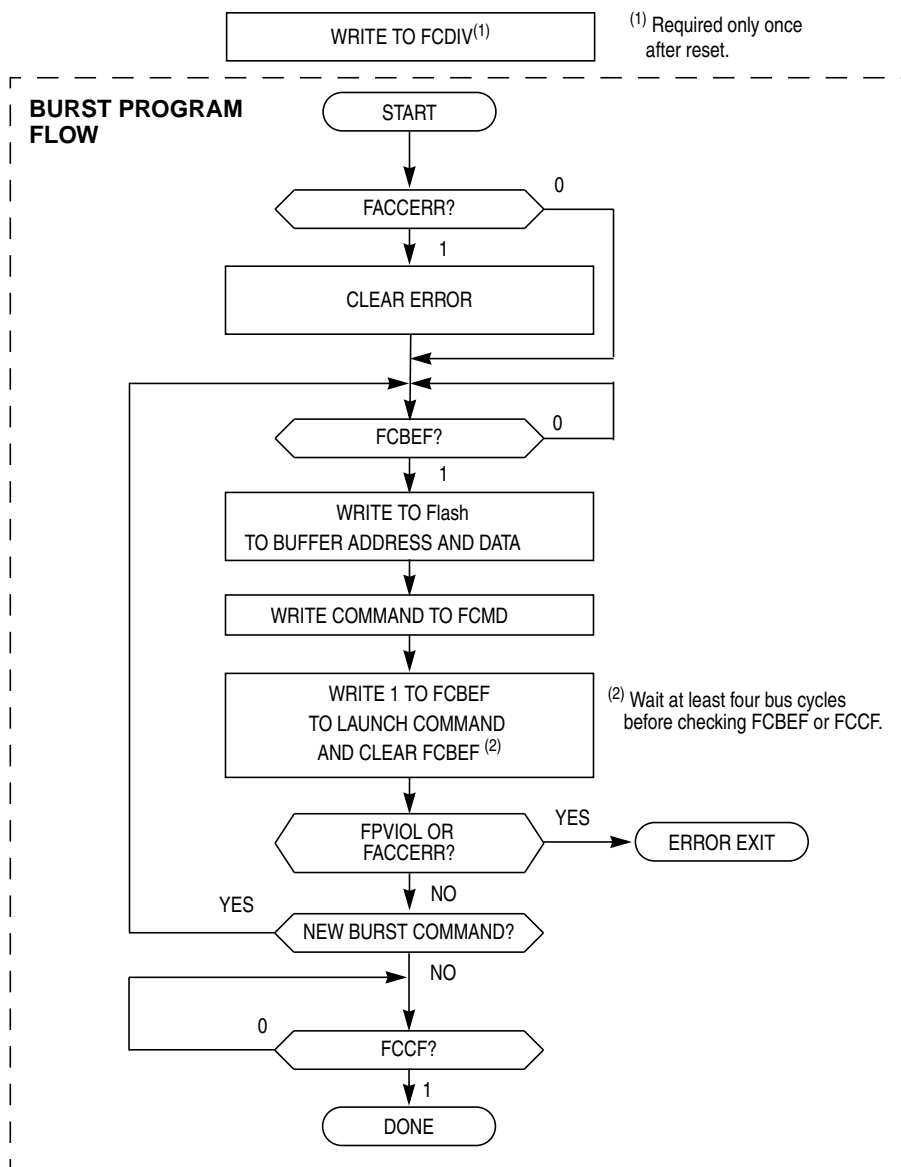 WRITE TO FCDIV(1)
(1) Required only once
after reset.
BURST PROGRAM
FLOW
START
FACCERR?
0
1
CLEAR ERROR
FCBEF?
0
1
WRITE TO Flash
TO BUFFER ADDRESS AND DATA
WRITE COMMAND TO FCMD
WRITE 1 TO FCBEF
TO LAUNCH COMMAND
AND CLEAR FCBEF (2)
(2) Wait at least four bus cycles
before checking FCBEF or FCCF.
FPVIOL OR
FACCERR?
YES
ERROR EXIT
NO
YES
NEW BURST COMMAND?
NO
0
FCCF?
1
DONE